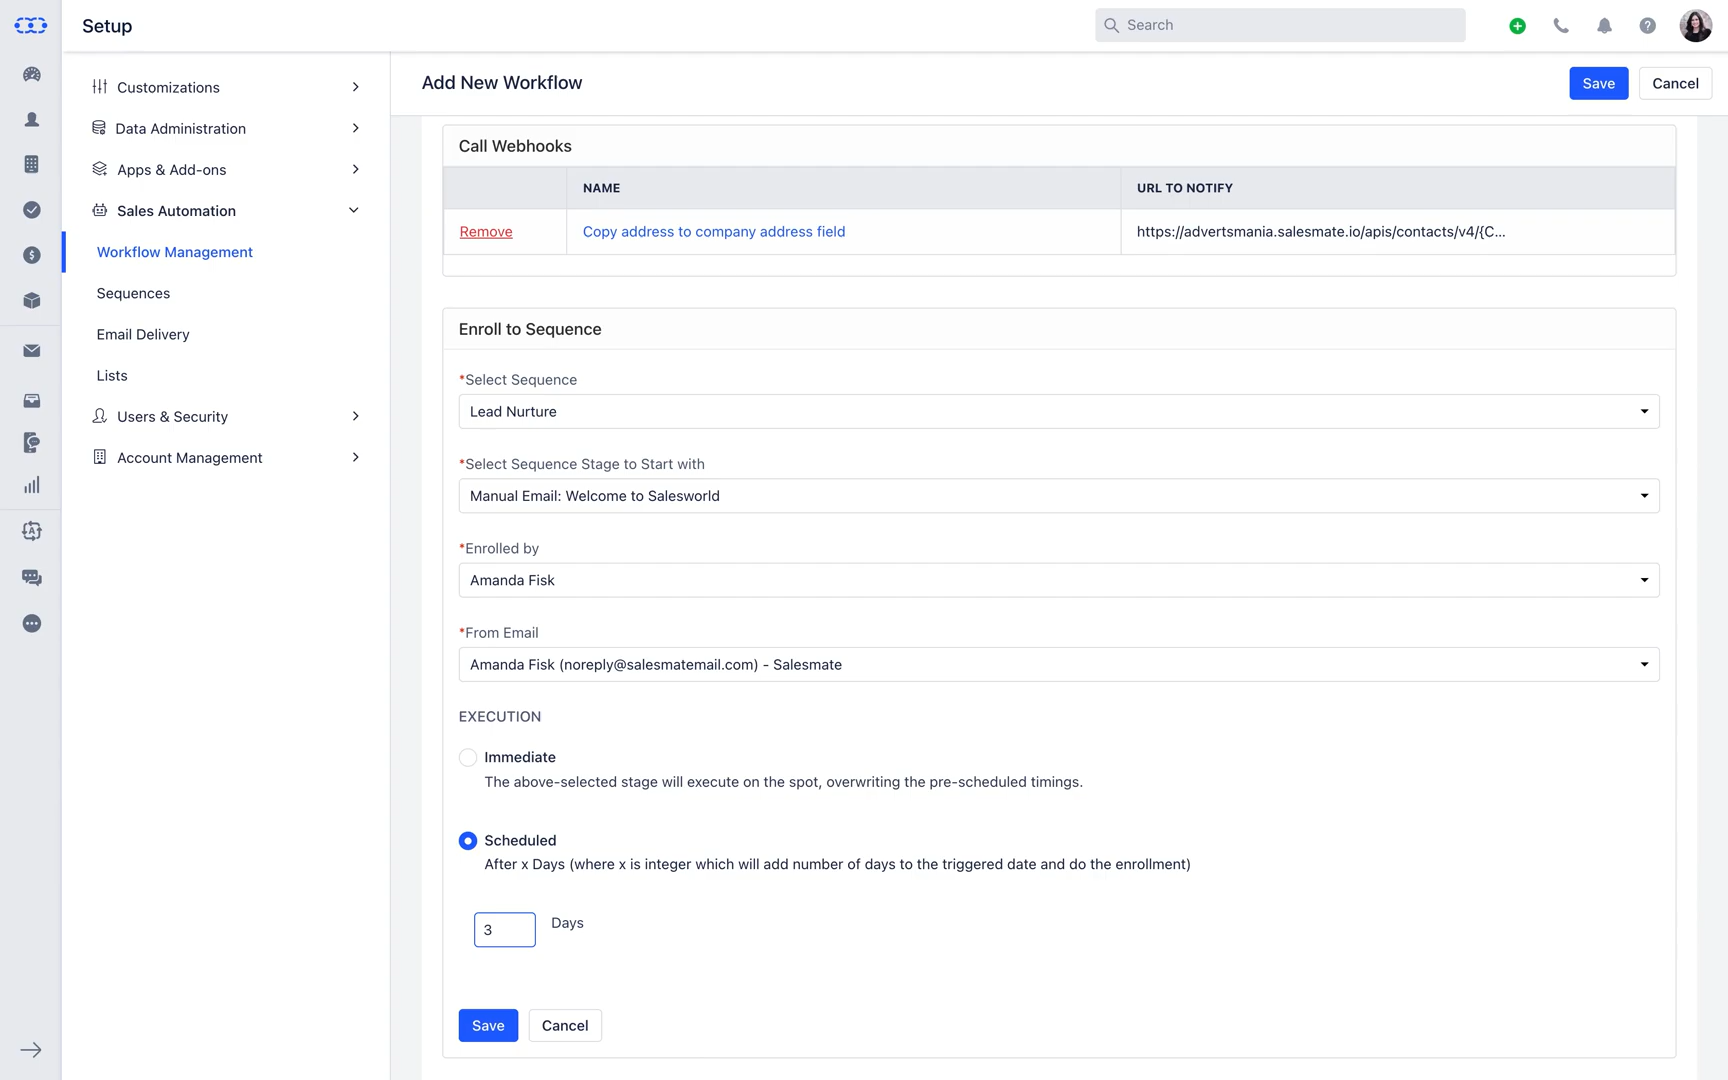 Setup
Search
Customizations
Data Administration
Apps & Add-ons
Sales Automation
Workflow Management
Sequences
Email Delivery
Lists
Users & Security
Account Management
Add New Workflow
Save
Cancel
Call Webhooks
NAME
URL TO NOTIFY
Remove
Copy address to company address field
https://advertsmania.salesmate.io/apis/contacts/v4/{C...
Enroll to Sequence
*Select Sequence
Lead Nurture
*Select Sequence Stage to Start with
Manual Email: Welcome to Salesworld
*Enrolled by
Amanda Fisk
*From Email
Amanda Fisk (noreply@salesmatemail.com) - Salesmate
EXECUTION
Immediate
The above-selected stage will execute on the spot, overwriting the pre-scheduled timings.
Scheduled
After x Days (where x is integer which will add number of days to the triggered date and do the enrollment)
3 Days
Save
Cancel